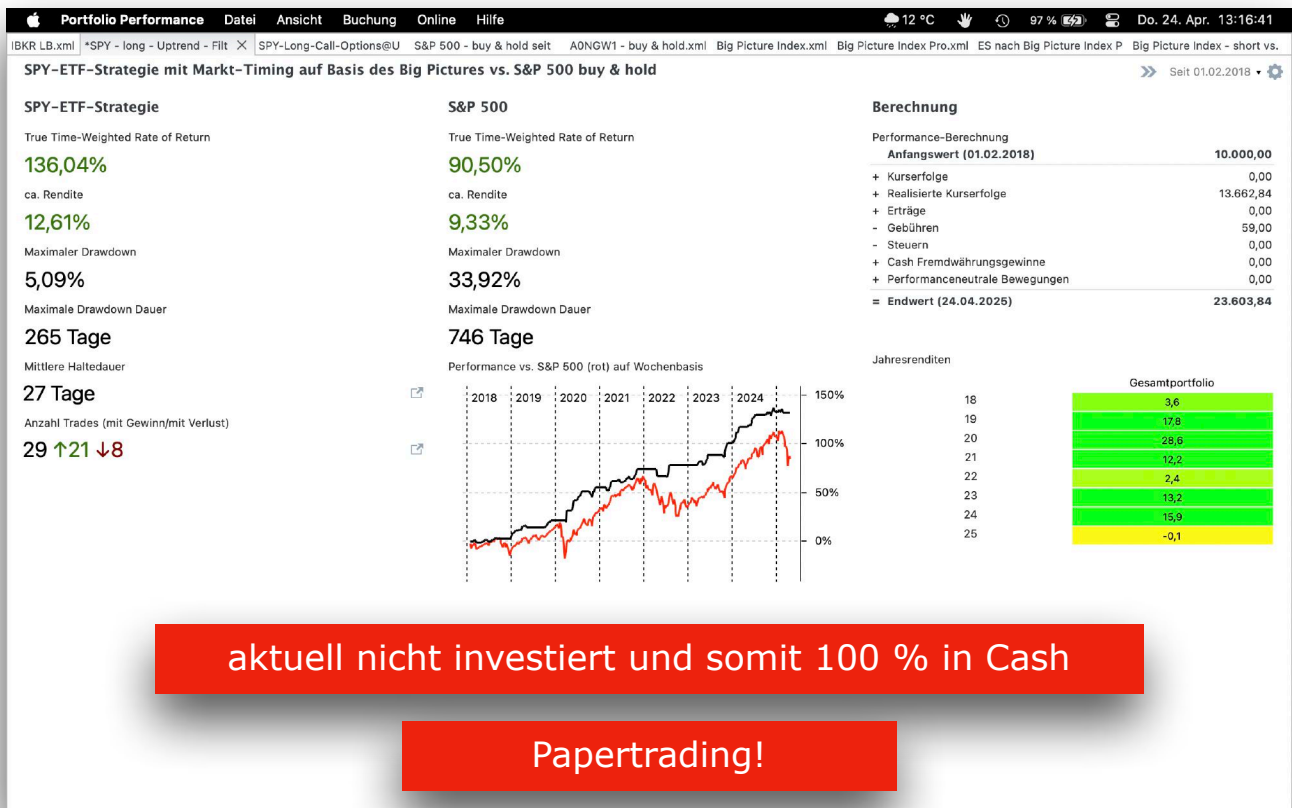 Portfolio Performance Datei Ansicht Buchung Online Hilfe 12 °C 97 % Do. 24. Apr. 13:16:41
IBKR LB.xml *SPY - long - Uptrend - Filt SPY-Long-Call-Options@U S&P 500 - buy & hold seit A0NGW1 - buy & hold.xml Big Picture Index.xml Big Picture Index Pro.xml ES nach Big Picture Index P Big Picture Index - short vs.
SPY-ETF-Strategie mit Markt-Timing auf Basis des Big Pictures vs. S&P 500 buy & hold
Seit 01.02.2018
SPY-ETF-Strategie
True Time-Weighted Rate of Return
136,04%
ca. Rendite
12,61%
Maximaler Drawdown
5,09%
Maximale Drawdown Dauer
265 Tage
Mittlere Haltedauer
27 Tage
Anzahl Trades (mit Gewinn/mit Verlust)
29 ↑21 ↓8
S&P 500
True Time-Weighted Rate of Return
90,50%
ca. Rendite
9,33%
Maximaler Drawdown
33,92%
Maximale Drawdown Dauer
746 Tage
Performance vs. S&P 500 (rot) auf Wochenbasis
2018 2019 2020 2021 2022 2023 2024
150%
100%
50%
0%
Berechnung
Performance-Berechnung
Anfangswert (01.02.2018) 10.000,00
+ Kurserfolge 0,00
+ Realisierte Kurserfolge 13.662,84
+ Erträge 0,00
- Gebühren 59,00
- Steuern 0,00
+ Cash Fremdwährungsgewinne 0,00
+ Performanceneutrale Bewegungen 0,00
= Endwert (24.04.2025) 23.603,84
Jahresrenditen
Gesamtportfolio
18 3,6
19 17,8
20 28,6
21 12,2
22 2,4
23 13,2
24 15,9
25 -0,1
aktuell nicht investiert und somit 100 % in Cash
Papertrading!